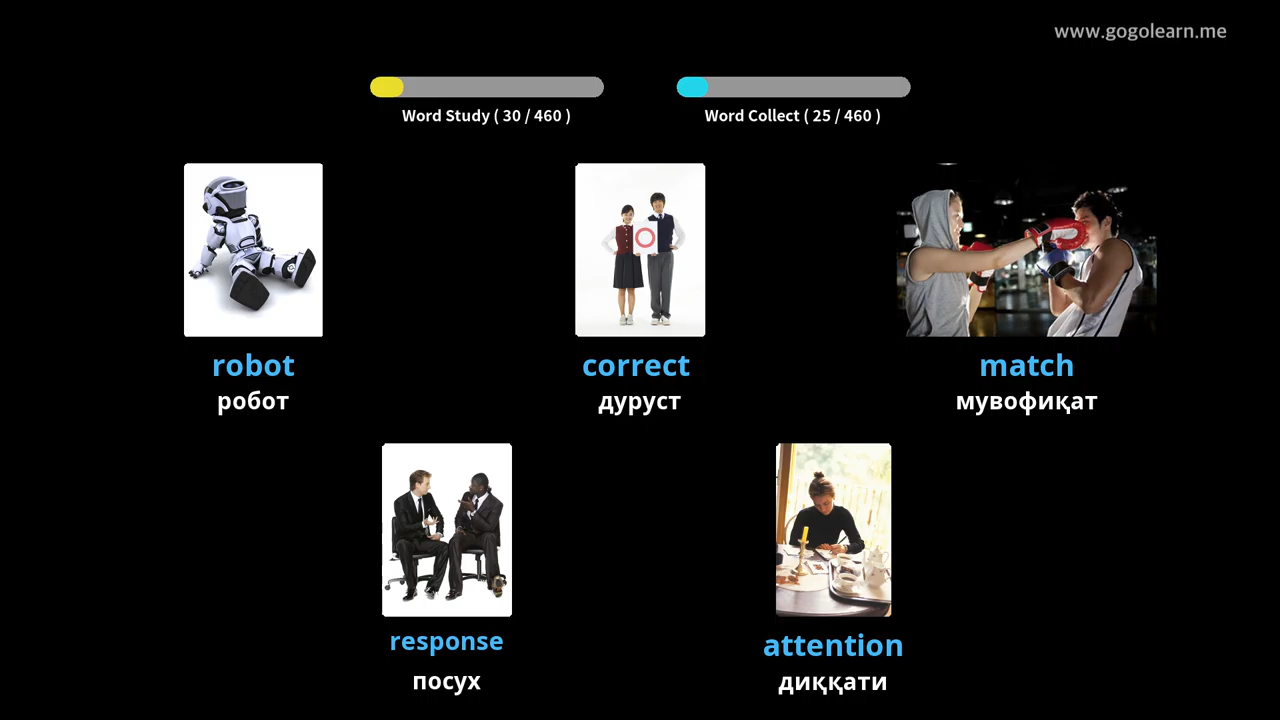 www.gogolearn.me
Word Study ( 30 / 460 )
Word Collect ( 25 / 460 )
robot
робот
correct
дуруст
match
мувофиқат
response
посух
attention
диққати